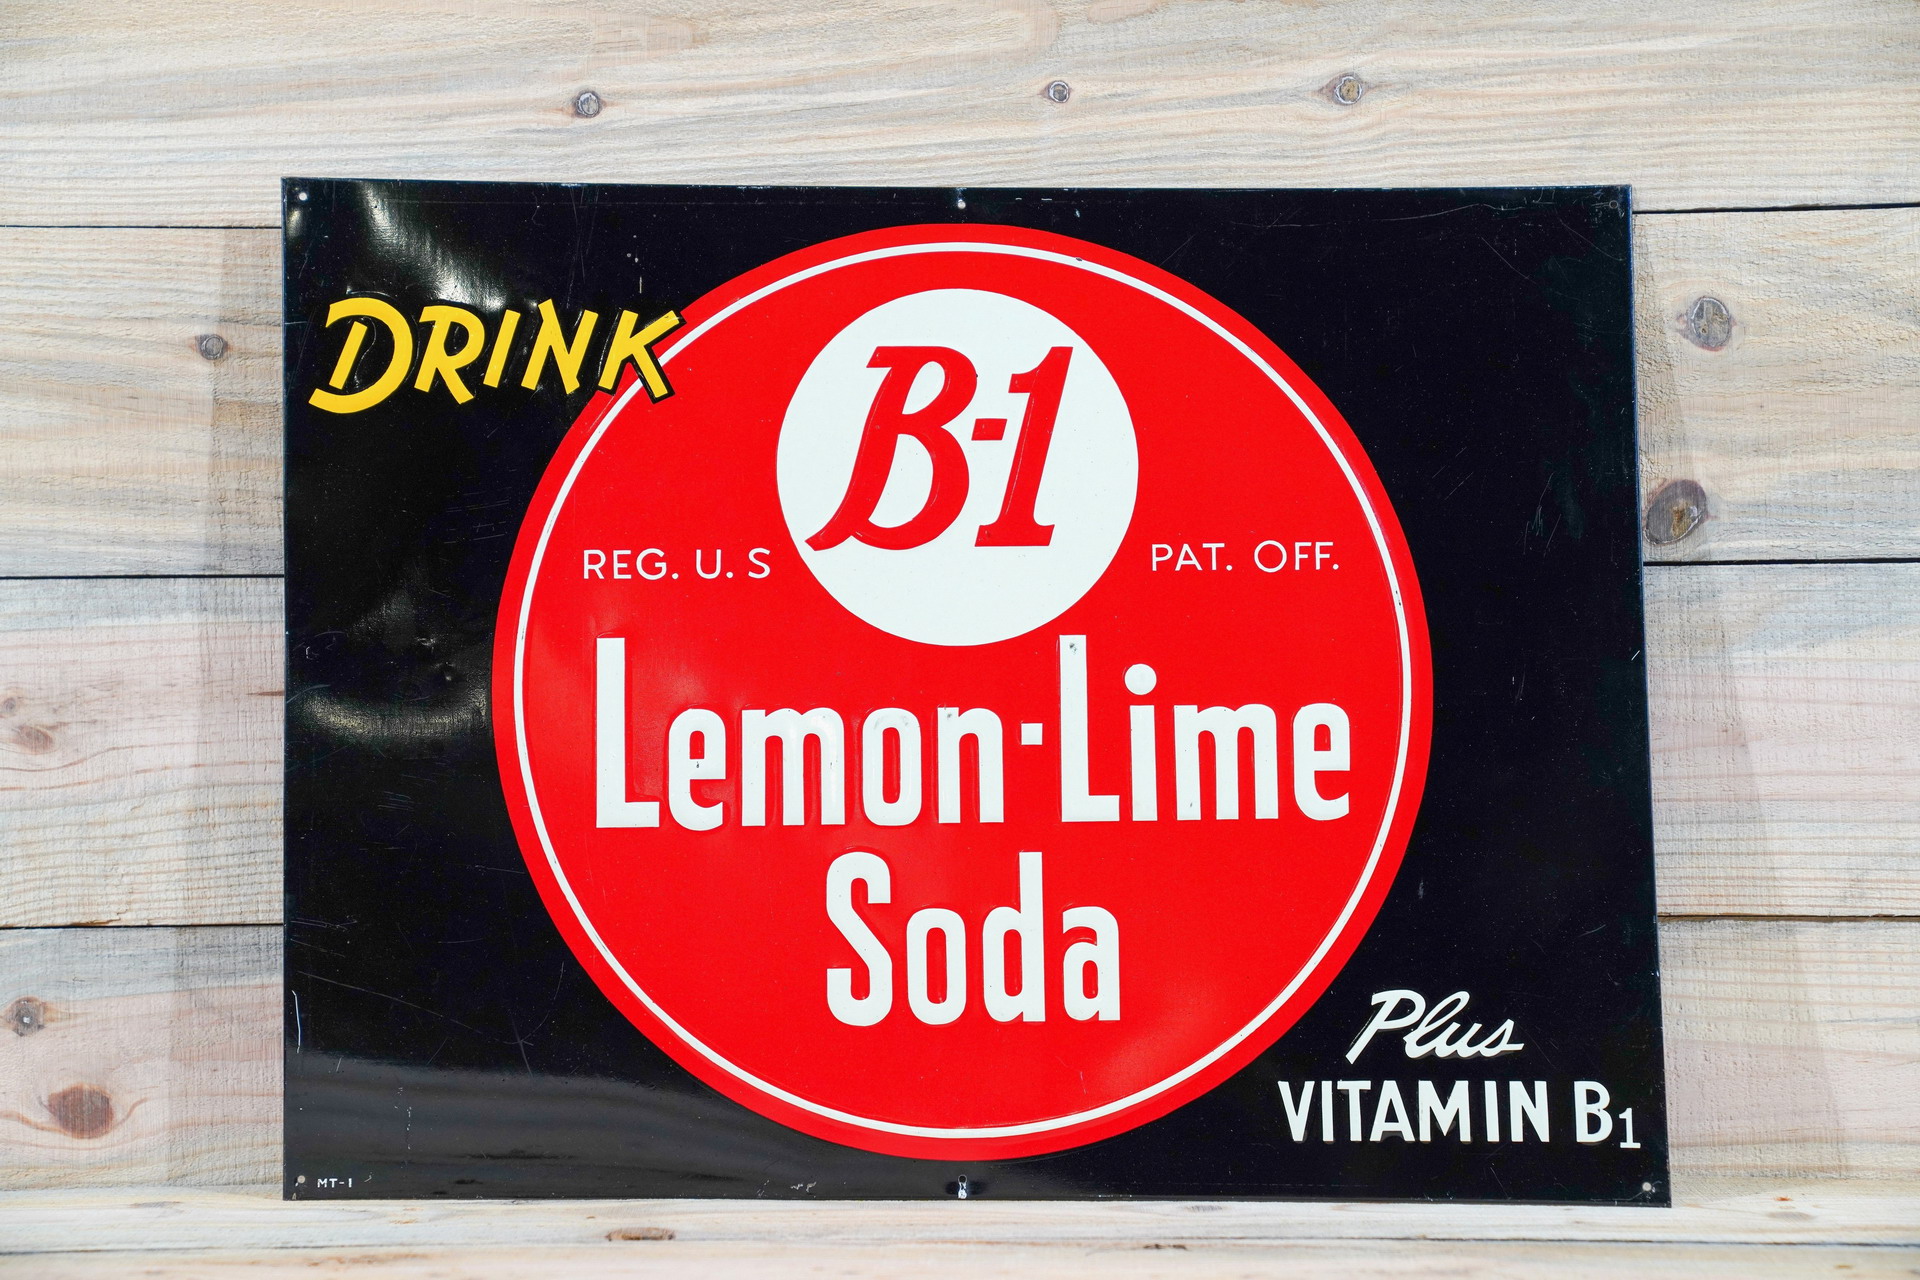 DRINK
B-1
REG. U. S PAT. OFF.
Lemon-Lime
Soda
Plus
VITAMIN B1
MT-1